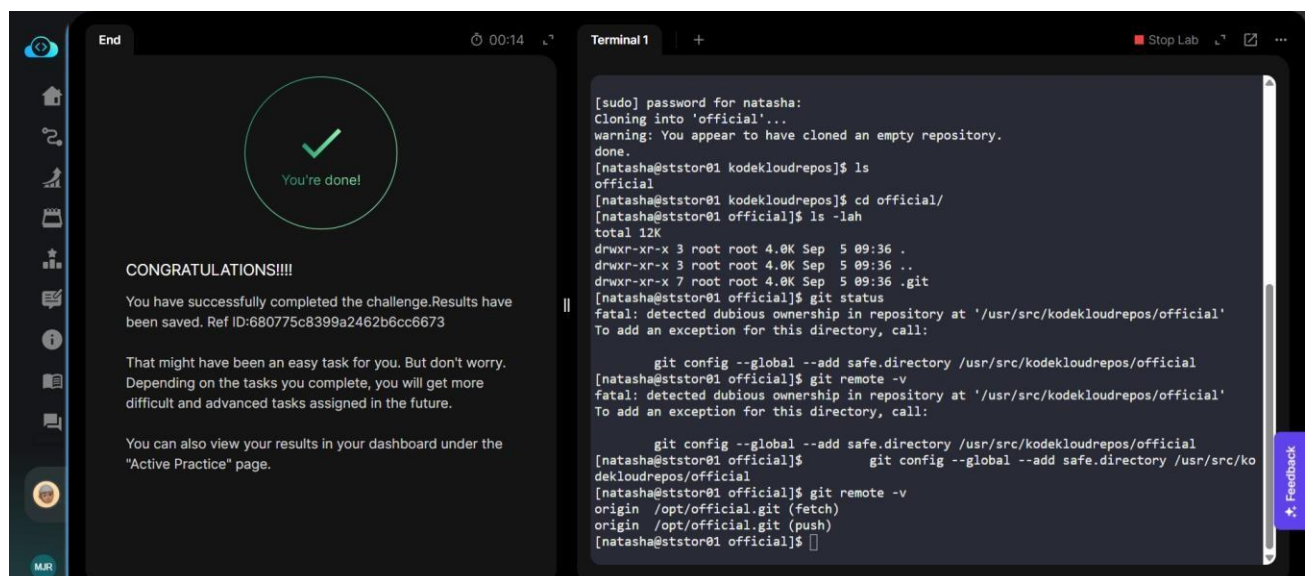 End
00:14
You're done!
CONGRATULATIONS!!!!
You have successfully completed the challenge.Results have
been saved. Ref ID:680775c8399a2462b6cc6673
That might have been an easy task for you. But don't worry.
Depending on the tasks you complete, you will get more
difficult and advanced tasks assigned in the future.
You can also view your results in your dashboard under the
"Active Practice" page.
MJR
Terminal 1
+
Stop Lab
[sudo] password for natasha:
Cloning into 'official'...
warning: You appear to have cloned an empty repository.
done.
[natasha@ststor01 kodekloudrepos]$ ls
official
[natasha@ststor01 kodekloudrepos]$ cd official/
[natasha@ststor01 official]$ ls -lah
total 12K
drwxr-xr-x 3 root root 4.0K Sep  5 09:36 .
drwxr-xr-x 3 root root 4.0K Sep  5 09:36 ..
drwxr-xr-x 7 root root 4.0K Sep  5 09:36 .git
[natasha@ststor01 official]$ git status
fatal: detected dubious ownership in repository at '/usr/src/kodekloudrepos/official'
To add an exception for this directory, call:
git config --global --add safe.directory /usr/src/kodekloudrepos/official
[natasha@ststor01 official]$ git remote -v
fatal: detected dubious ownership in repository at '/usr/src/kodekloudrepos/official'
To add an exception for this directory, call:
git config --global --add safe.directory /usr/src/kodekloudrepos/official
[natasha@ststor01 official]$        git config --global --add safe.directory /usr/src/ko
dekloudrepos/official
[natasha@ststor01 official]$ git remote -v
origin  /opt/official.git (fetch)
origin  /opt/official.git (push)
[natasha@ststor01 official]$
Feedback